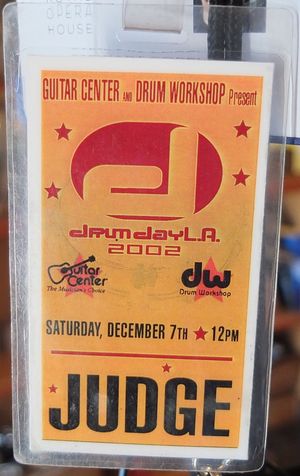 OPERA
HOUSE
GUITAR CENTER AND DRUM WORKSHOP Present
d
drumdayL.A.
2002
Guitar
Center
The Musician's Choice
dw
Drum Workshop
SATURDAY, DECEMBER 7TH ★ 12PM
JUDGE